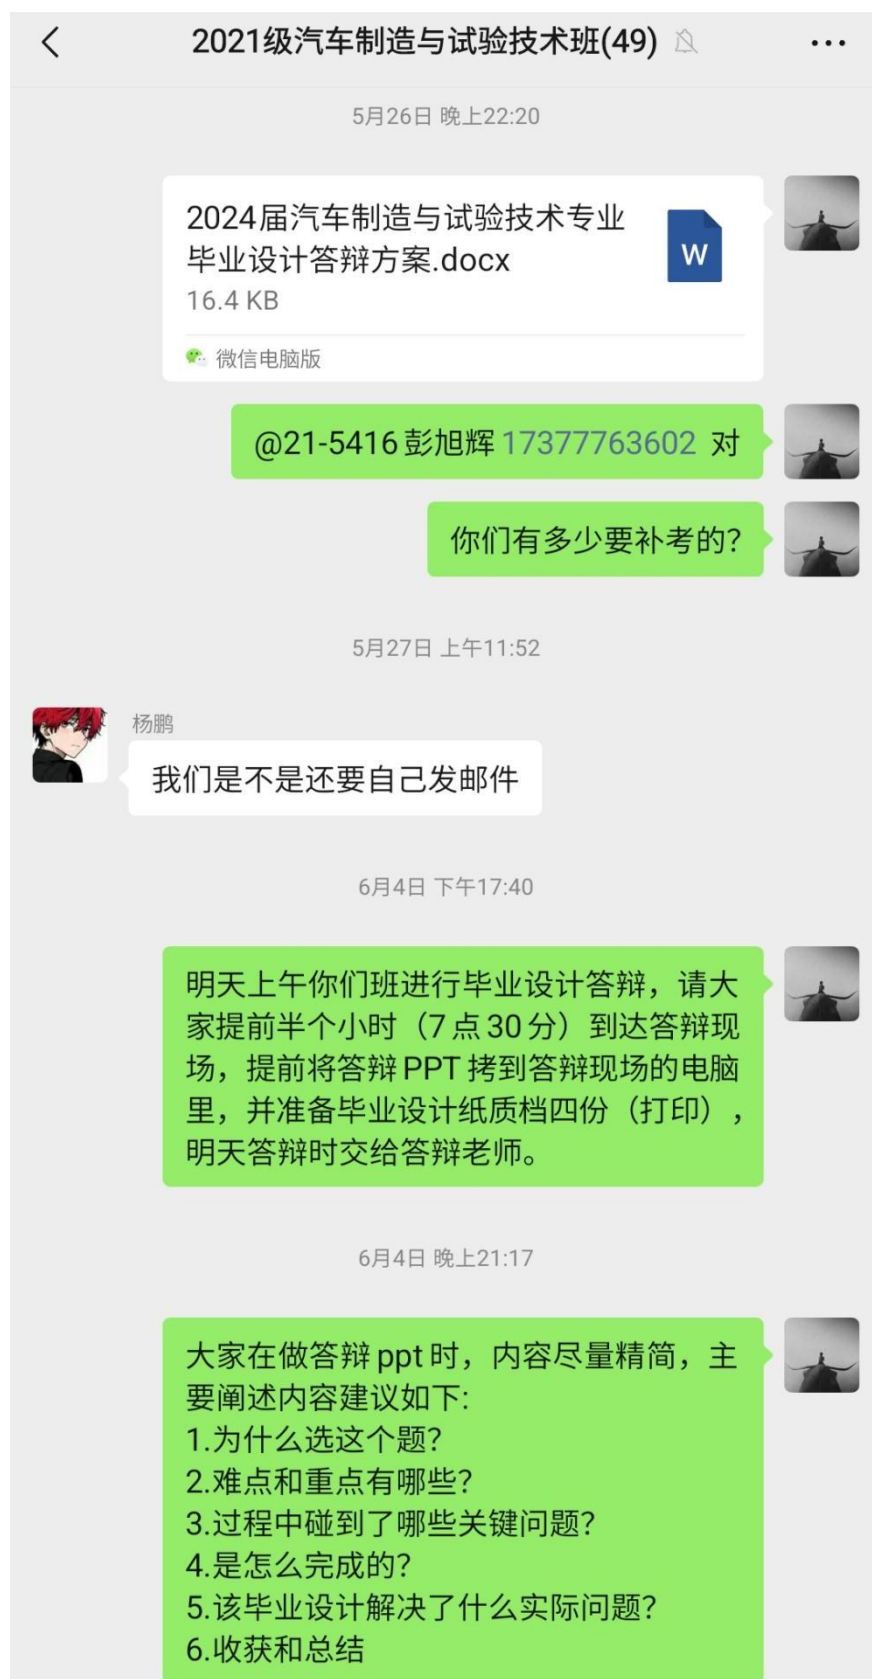 2021级汽车制造与试验技术班(49)
5月26日 晚上22:20
2024届汽车制造与试验技术专业
毕业设计答辩方案.docx
16.4 KB
W
微信电脑版
@21-5416彭旭辉17377763602 对
你们有多少要补考的?
5月27日 上午11:52
杨鹏
我们是不是还要自己发邮件
6月4日 下午17:40
明天上午你们班进行毕业设计答辩，请大
家提前半个小时（7点30分）到达答辩现
场，提前将答辩PPT拷到答辩现场的电脑
里，并准备毕业设计纸质档四份（打印），
明天答辩时交给答辩老师。
6月4日 晚上21:17
大家在做答辩ppt时，内容尽量精简，主
要阐述内容建议如下:
1.为什么选这个题?
2.难点和重点有哪些?
3.过程中碰到了哪些关键问题?
4.是怎么完成的?
5.该毕业设计解决了什么实际问题?
6.收获和总结